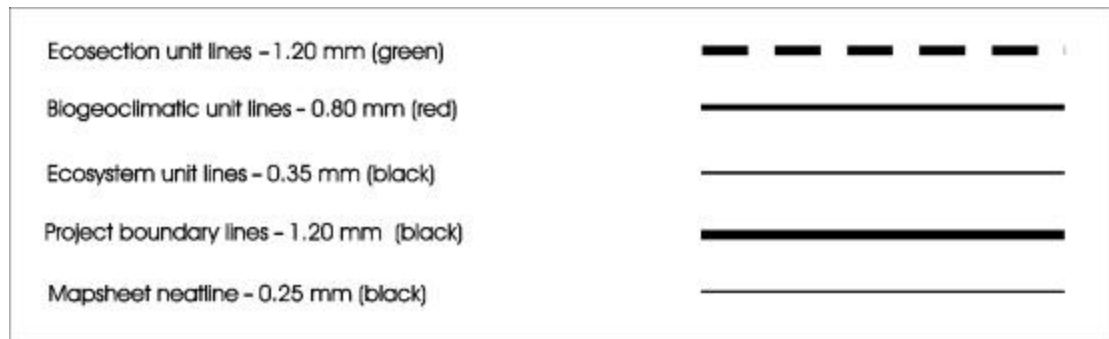 Ecosection unit lines - 1.20 mm (green)
Biogeoclimatic unit lines - 0.80 mm (red)
Ecosystem unit lines - 0.35 mm (black)
Project boundary lines - 1.20 mm (black)
Mapsheet neatline - 0.25 mm (black)